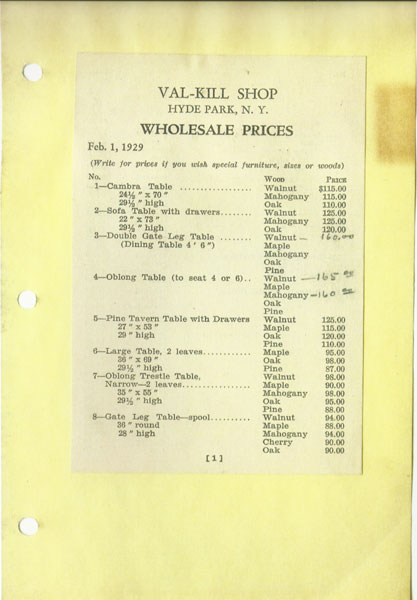 VAL-KILL SHOP
HYDE PARK, N. Y.
WHOLESALE PRICES
Feb. 1, 1929
(Write for prices if you wish special furniture, sizes or woods)
No. WOOD PRICE
1—Cambra Table .................. Walnut $115.00
24½ " x 70 " Mahogany 115.00
29½ " high Oak 110.00
2—Sofa Table with drawers....... Walnut 125.00
22 " x 73 " Mahogany 125.00
29½ " high Oak 120.00
3—Double Gate Leg Table ....... Walnut — 160.00
(Dining Table 4 ' 6 ") Maple
Mahogany
Oak
Pine
4—Oblong Table (to seat 4 or 6).. Walnut —165 00
Maple
Mahogany —160 00
Oak
Pine
5—Pine Tavern Table with Drawers Walnut 125.00
27 " x 53 " Maple 115.00
29 " high Oak 120.00
Pine 110.00
6—Large Table, 2 leaves.......... Maple 95.00
36 " x 69 " Oak 98.00
29½ " high Pine 87.00
7—Oblong Trestle Table, Walnut 98.00
Narrow—2 leaves.............. Maple 90.00
35 " x 55 " Mahogany 98.00
29½ " high Oak 95.00
Pine 88.00
8—Gate Leg Table—spool.......... Walnut 94.00
36 " round Maple 88.00
28 " high Mahogany 94.00
Cherry 90.00
Oak 90.00
[1]